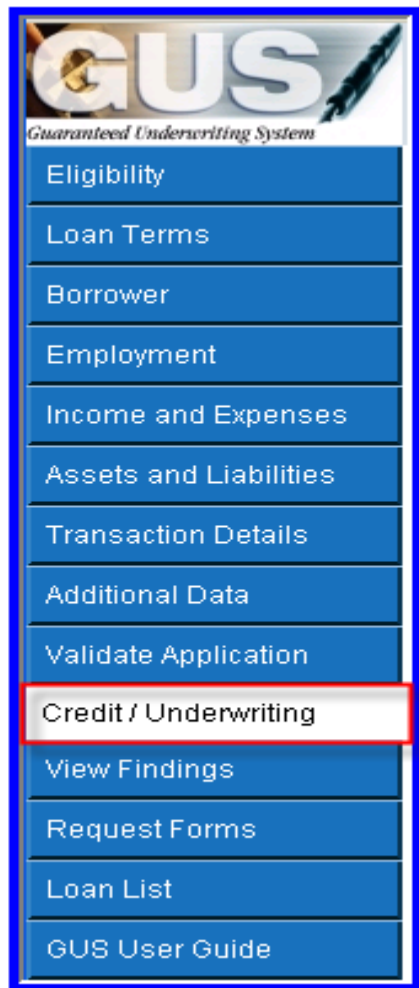 GUS
Guaranteed Underwriting System
Eligibility
Loan Terms
Borrower
Employment
Income and Expenses
Assets and Liabilities
Transaction Details
Additional Data
Validate Application
Credit / Underwriting
View Findings
Request Forms
Loan List
GUS User Guide